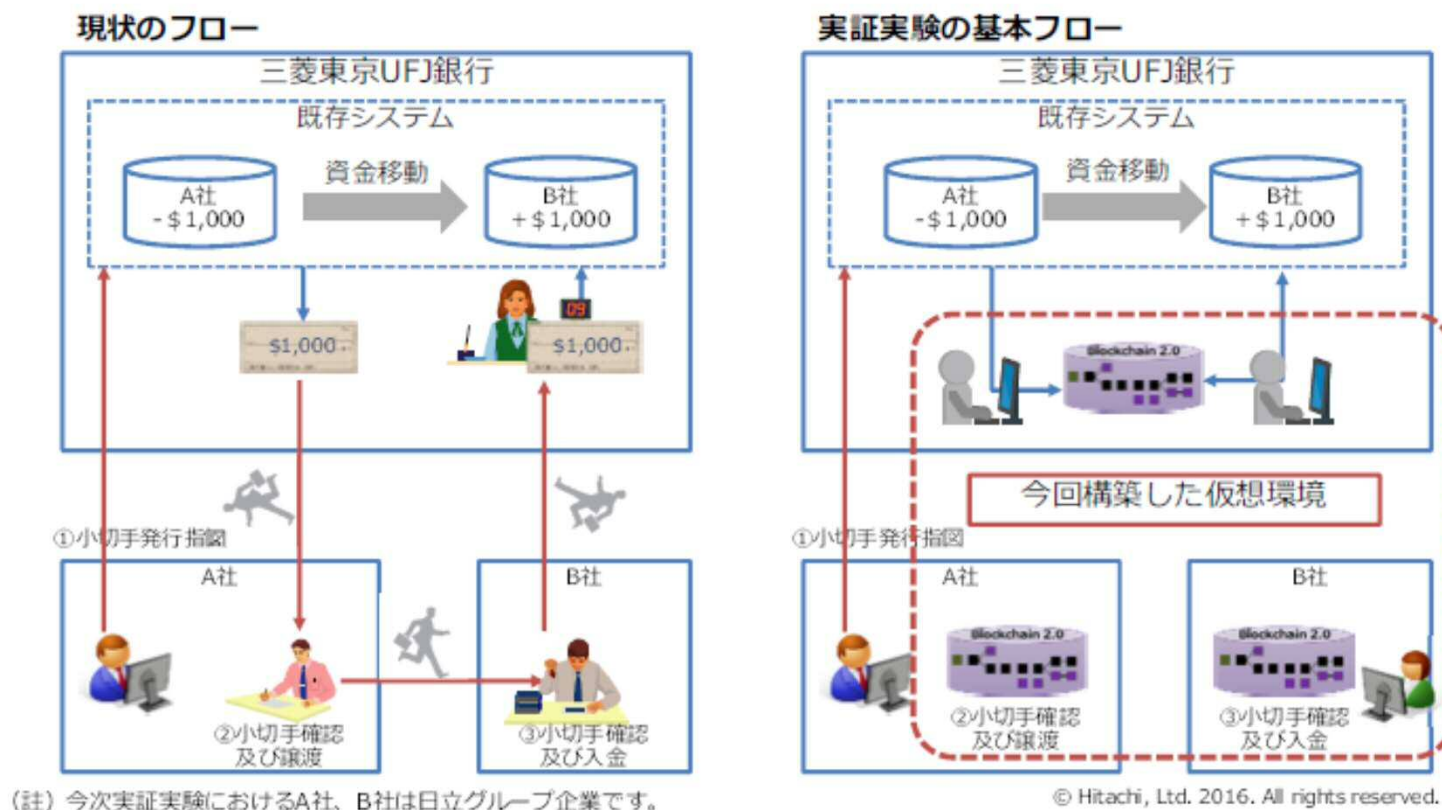 現状のフロー
三菱東京UFJ銀行
既存システム
A社
-$1,000
資金移動
B社
+$1,000
$1,000
09
$1,000
①小切手発行指図
A社
B社
②小切手確認
及び譲渡
③小切手確認
及び入金
(註) 今次実証実験におけるA社、B社は日立グループ企業です。
実証実験の基本フロー
三菱東京UFJ銀行
既存システム
A社
-$1,000
資金移動
B社
+$1,000
Blockchain 2.0
今回構築した仮想環境
①小切手発行指図
A社
B社
Blockchain 2.0
Blockchain 2.0
②小切手確認
及び譲渡
③小切手確認
及び入金
© Hitachi, Ltd. 2016. All rights reserved.